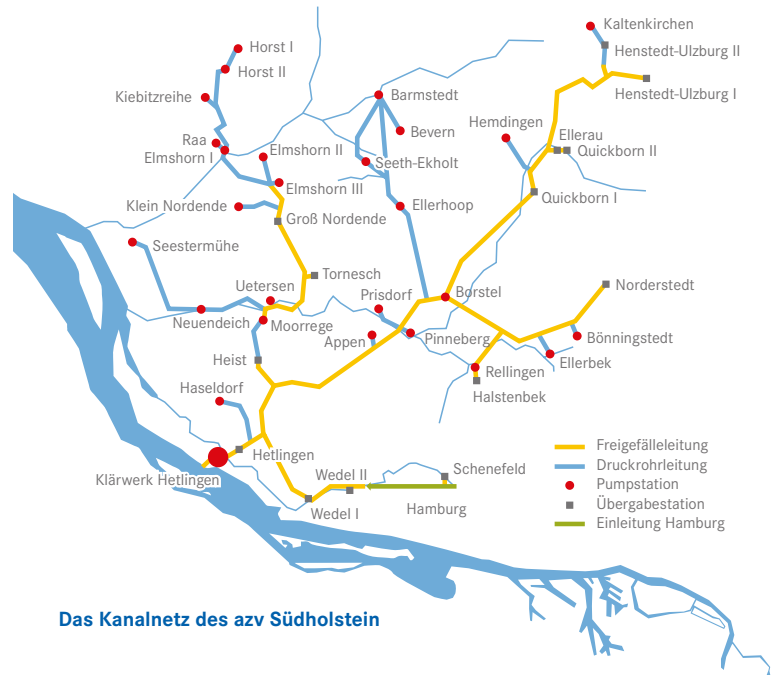 Kaltenkirchen
Horst I
Henstedt-Ulzburg II
Horst II
Henstedt-Ulzburg I
Kiebitzreihe
Barmstedt
Bevern
Hemdingen
Raa
Elmshorn II
Ellerau
Elmshorn I
Quickborn II
Seeth-Ekholt
Elmshorn III
Quickborn I
Klein Nordende
Ellerhoop
Groß Nordende
Seestermühe
Tornesch
Norderstedt
Uetersen
Prisdorf
Borstel
Neuendeich
Moorrege
Appen
Pinneberg
Bönningstedt
Heist
Ellerbek
Rellingen
Haseldorf
Halstenbek
Freigefälleleitung
Hetlingen
Druckrohrleitung
Klärwerk Hetlingen
Wedel II
Schenefeld
Pumpstation
Übergabestation
Wedel I
Hamburg
Einleitung Hamburg
Das Kanalnetz des azv Südholstein